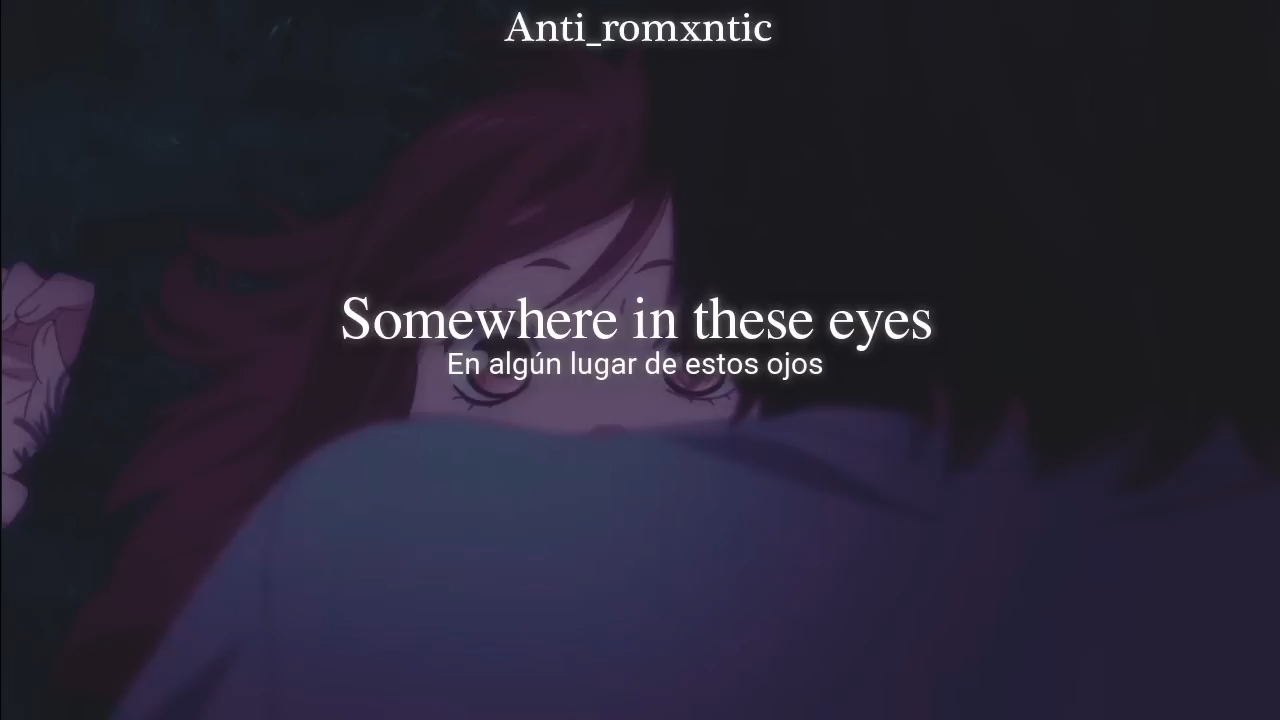 Anti_romxntic
Somewhere in these eyes
En algún lugar de estos ojos